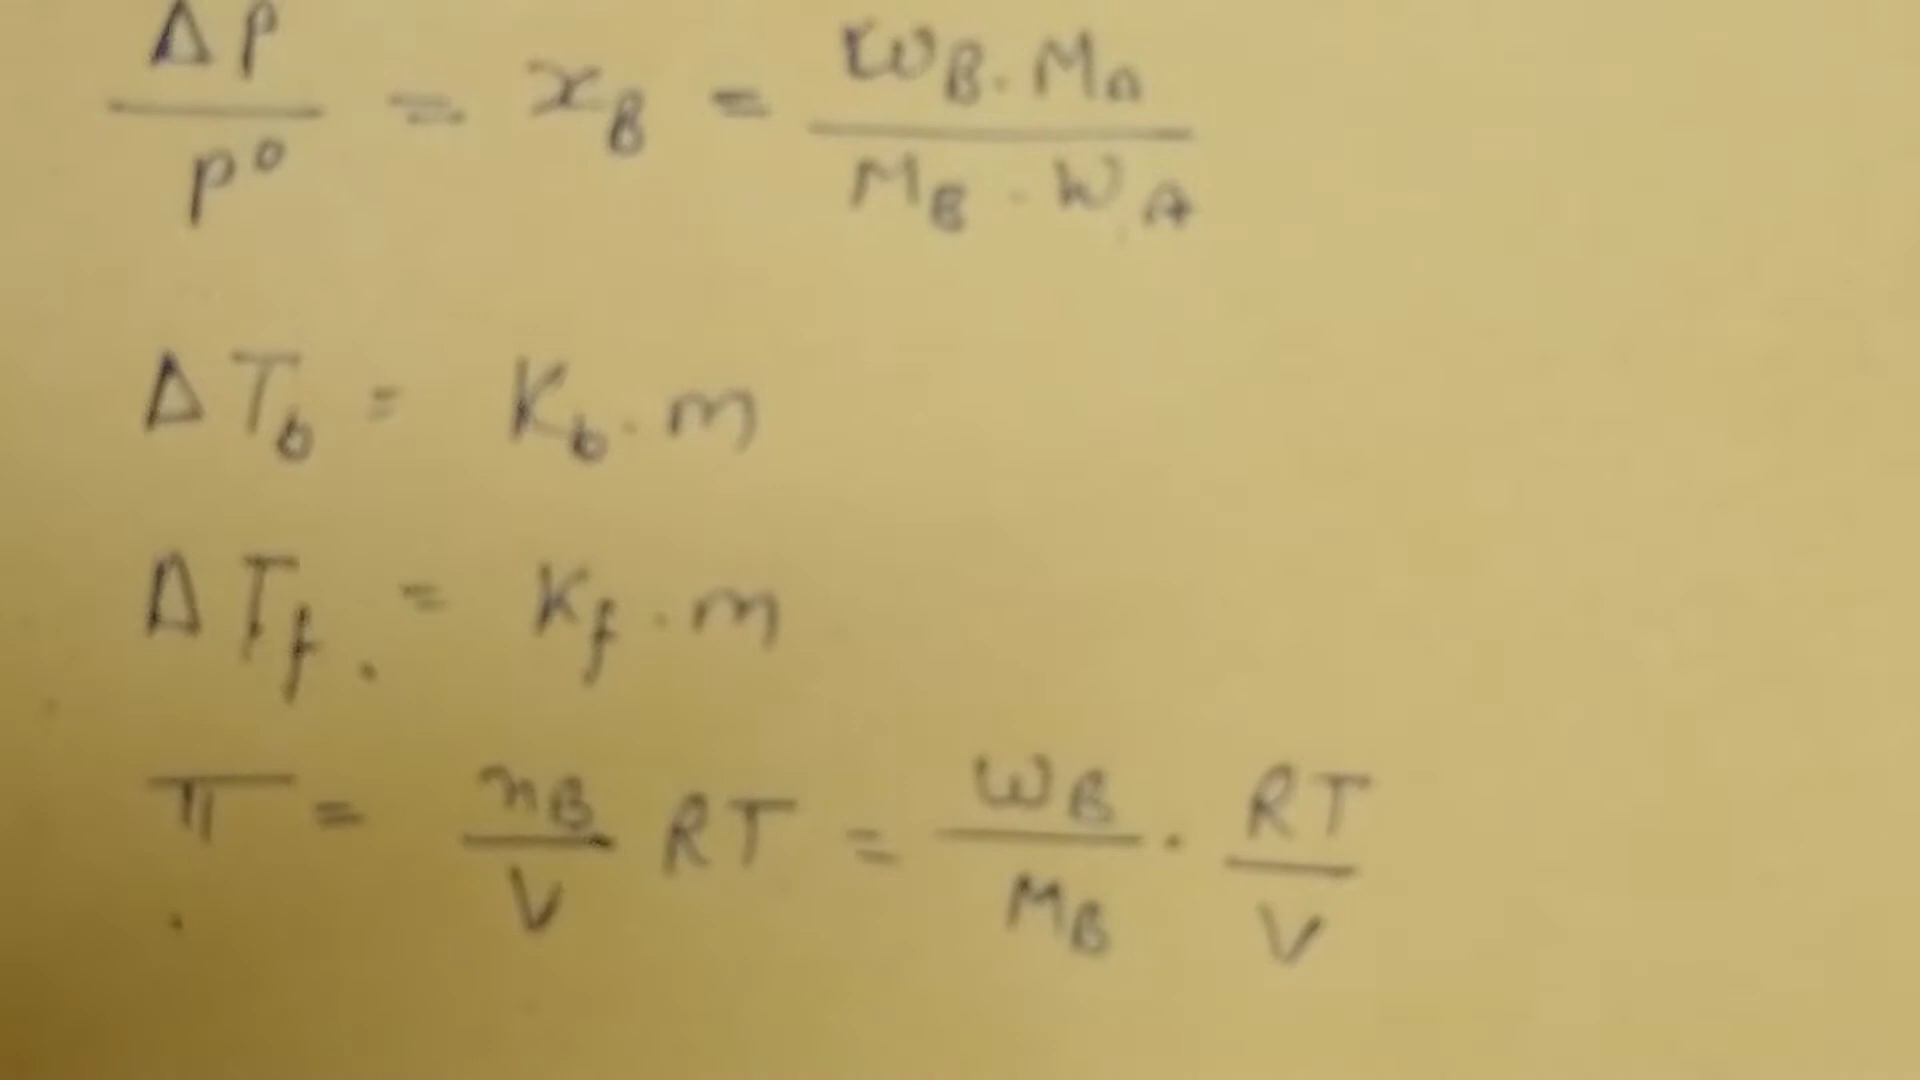 ΔP/P° = x_B = w_B . M_A / M_B . W_A
ΔT_b = K_b . m
ΔT_f . = K_f . m
π = n_B/V RT = w_B/M_B . RT/V